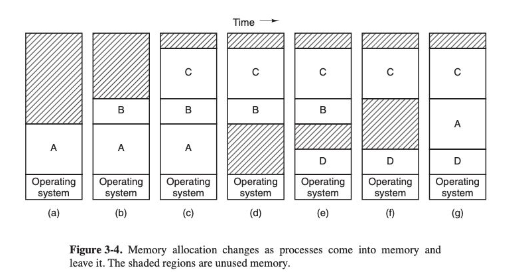 Time
C C C C C
B B B B A
A A A D D D
Operating system Operating system Operating system Operating system Operating system Operating system Operating system
(a) (b) (c) (d) (e) (f) (g)
Figure 3-4. Memory allocation changes as processes come into memory and
leave it. The shaded regions are unused memory.